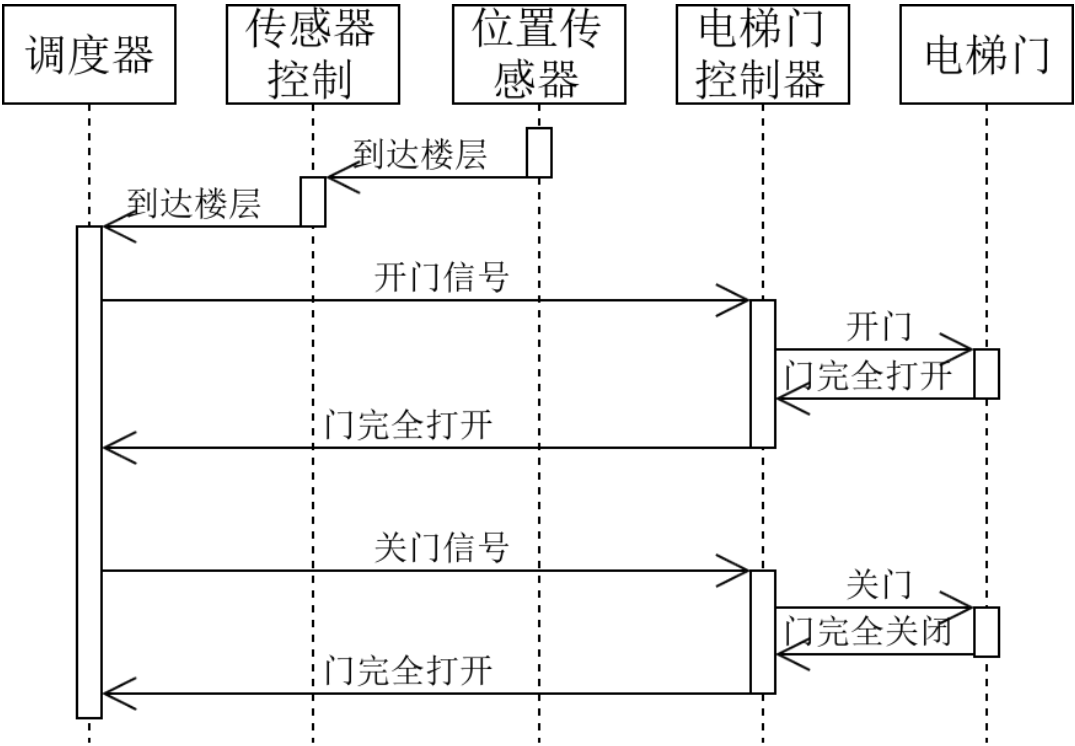 调度器
传感器
控制
位置传
感器
电梯门
控制器
电梯门
到达楼层
到达楼层
开门信号
开门
门完全打开
门完全打开
关门信号
关门
门完全关闭
门完全打开